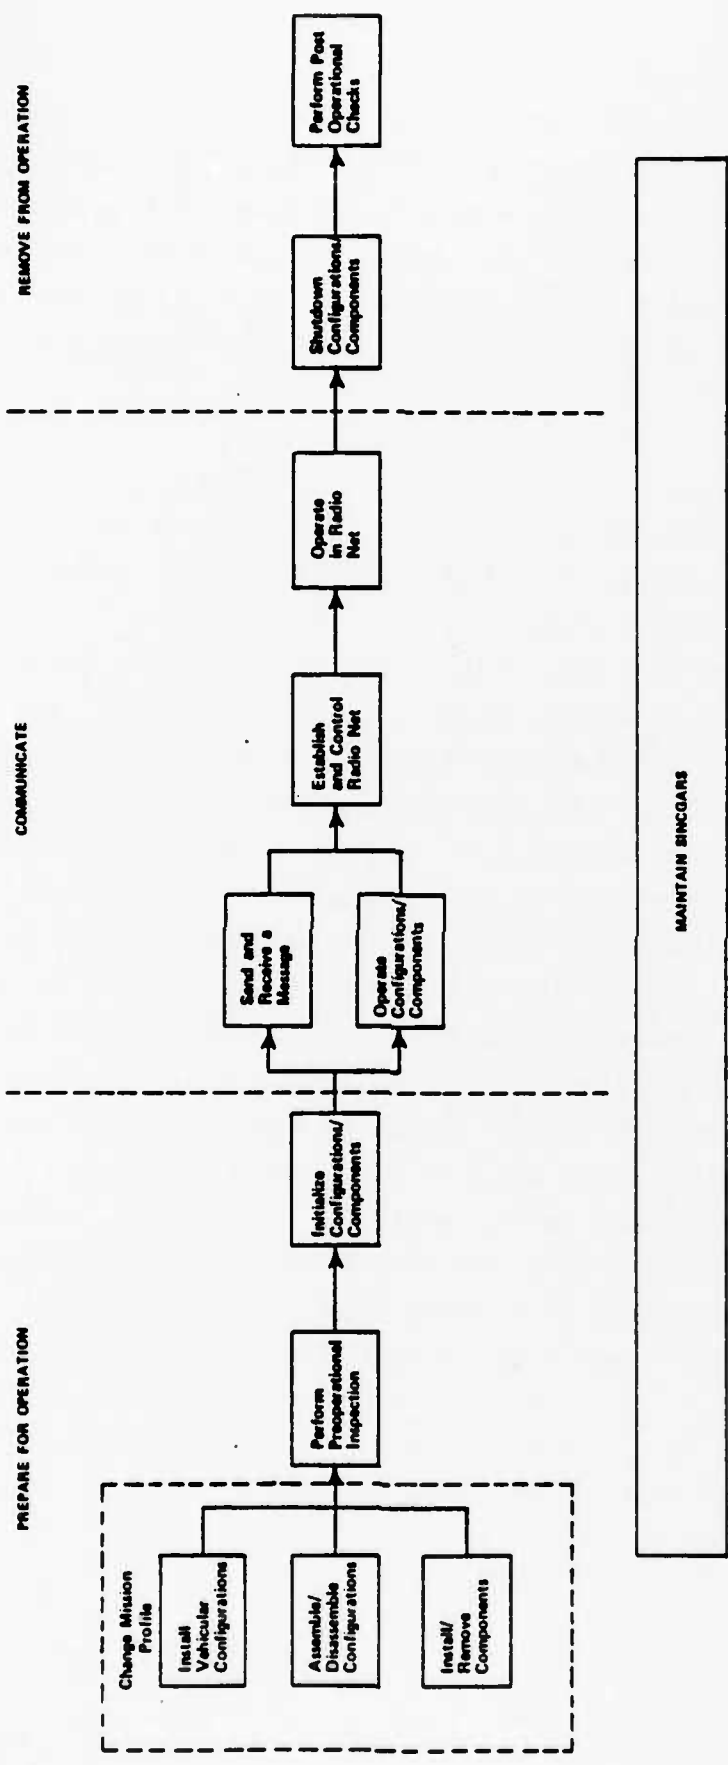 PREPARE FOR OPERATION
COMMUNICATE
REMOVE FROM OPERATION
Change Mission
Profile
Install
Vehicular
Configurations
Assemble/
Disassemble
Configurations
Install/
Remove
Components
Perform
Preoperational
Inspection
Initialize
Configurations/
Components
Send and
Receive a
Message
Operate
Configurations/
Components
Establish
and Control
Radio Net
Operate
in Radio
Net
Shutdown
Configurations/
Components
Perform Post
Operational
Checks
MAINTAIN SINCGARS